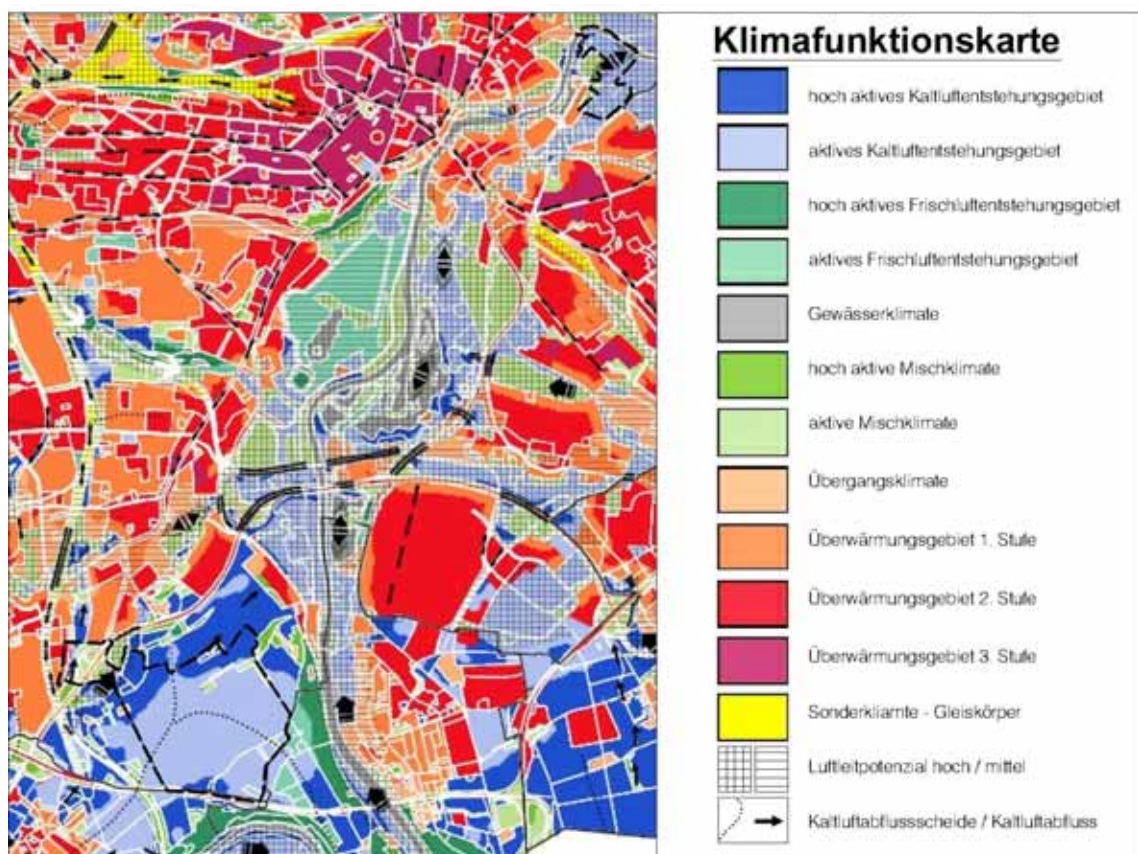 Klimafunktionskarte
hoch aktives Kaltluftentstehungsgebiet
aktives Kaltluftentstehungsgebiet
hoch aktives Frischluftentstehungsgebiet
aktives Frischluftentstehungsgebiet
Gewässerklimate
hoch aktive Mischklimate
aktive Mischklimate
Übergangsklimate
Überwärmungsgebiet 1. Stufe
Überwärmungsgebiet 2. Stufe
Überwärmungsgebiet 3. Stufe
Sonderkliamte - Gleiskörper
Luftleitpotenzial hoch / mittel
Kaltluftabflussscheide / Kaltluftabfluss